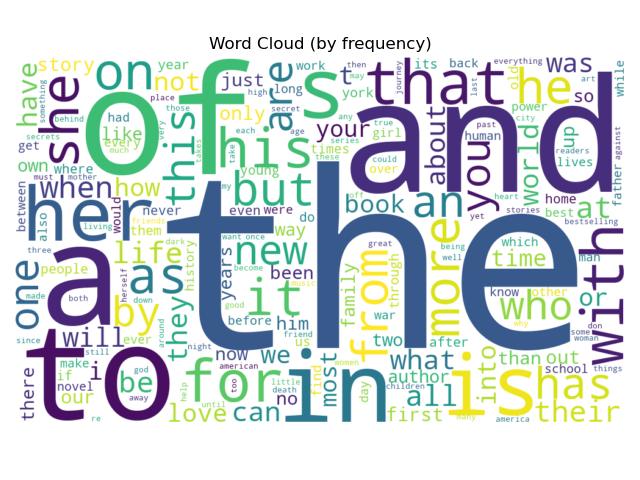 Word Cloud (by frequency)
have
story
year
on
not
just
its
work
back
then
may
journey
everything
was
while
something
she
place
those
of
high
long
are
s
t
york
that
last
he
old
art
so
behind
had
like
every
much
very
only
secret
each
age
any
series
your
true
girl
about
you
past
human
power
city
up
against
father
secrets
get
own
where
this
takes
his
take
times
these
could
over
and
world
readers
lives
must
mother
young
my
when
how
but
off
book
an
yet
heart
stories
home
best
at
bestselling
between
also
her
would
never
them
even
were
do
the
way
great
more
being
well
which
time
man
with
three
people
life
dark
history
want
once
new
years
become
family
from
through
know
other
who
or
one
made
both
a
herself
down
as
it
been
music
good
war
why
don
some
woman
since
will
by
ever
around
they
before
him
friend
us
two
after
still
i
night
now
we
most
what
than
out
school
things
there
make
if
novel
our
to
god
be
away
friends
help
for
american
too
little
death
no
in
find
women
day
author
children
all
into
is
has
re
love
until
can
first
many
america
their